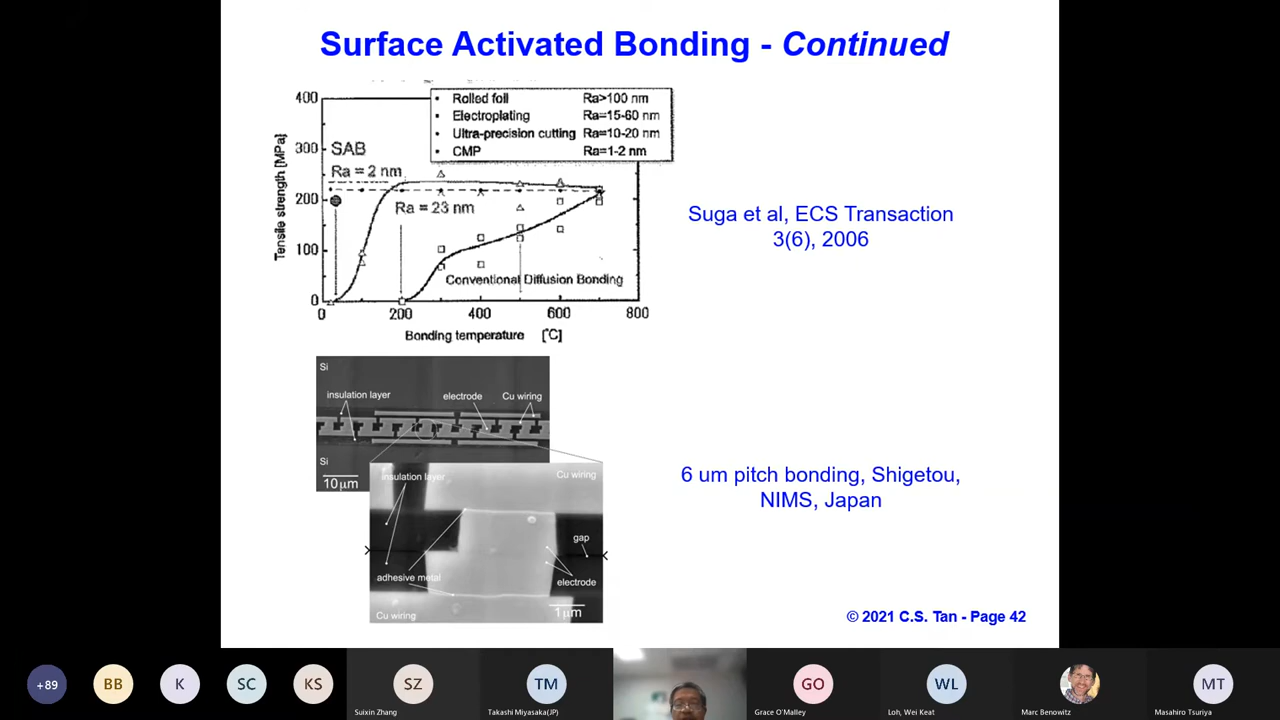 Surface Activated Bonding - Continued
400
300
200
100
0
Tensile strength [MPa]
• Rolled foil Ra>100 nm
• Electroplating Ra=15-60 nm
• Ultra-precision cutting Ra=10-20 nm
• CMP Ra=1-2 nm
SAB
Ra = 2 nm
Ra = 23 nm
Conventional Diffusion Bonding
0 200 400 600 800
Bonding temperature [°C]
Suga et al, ECS Transaction
3(6), 2006
Si
insulation layer
electrode
Cu wiring
Si
10μm
insulation layer
Cu wiring
gap
adhesive metal
electrode
Cu wiring
1μm
6 um pitch bonding, Shigetou,
NIMS, Japan
© 2021 C.S. Tan - Page 42
+89
BB
K
SC
KS
SZ
Suixin Zhang
TM
Takashi Miyasaka(JP)
GO
Grace O'Malley
WL
Loh, Wei Keat
Marc Benowitz
MT
Masahiro Tsuriya